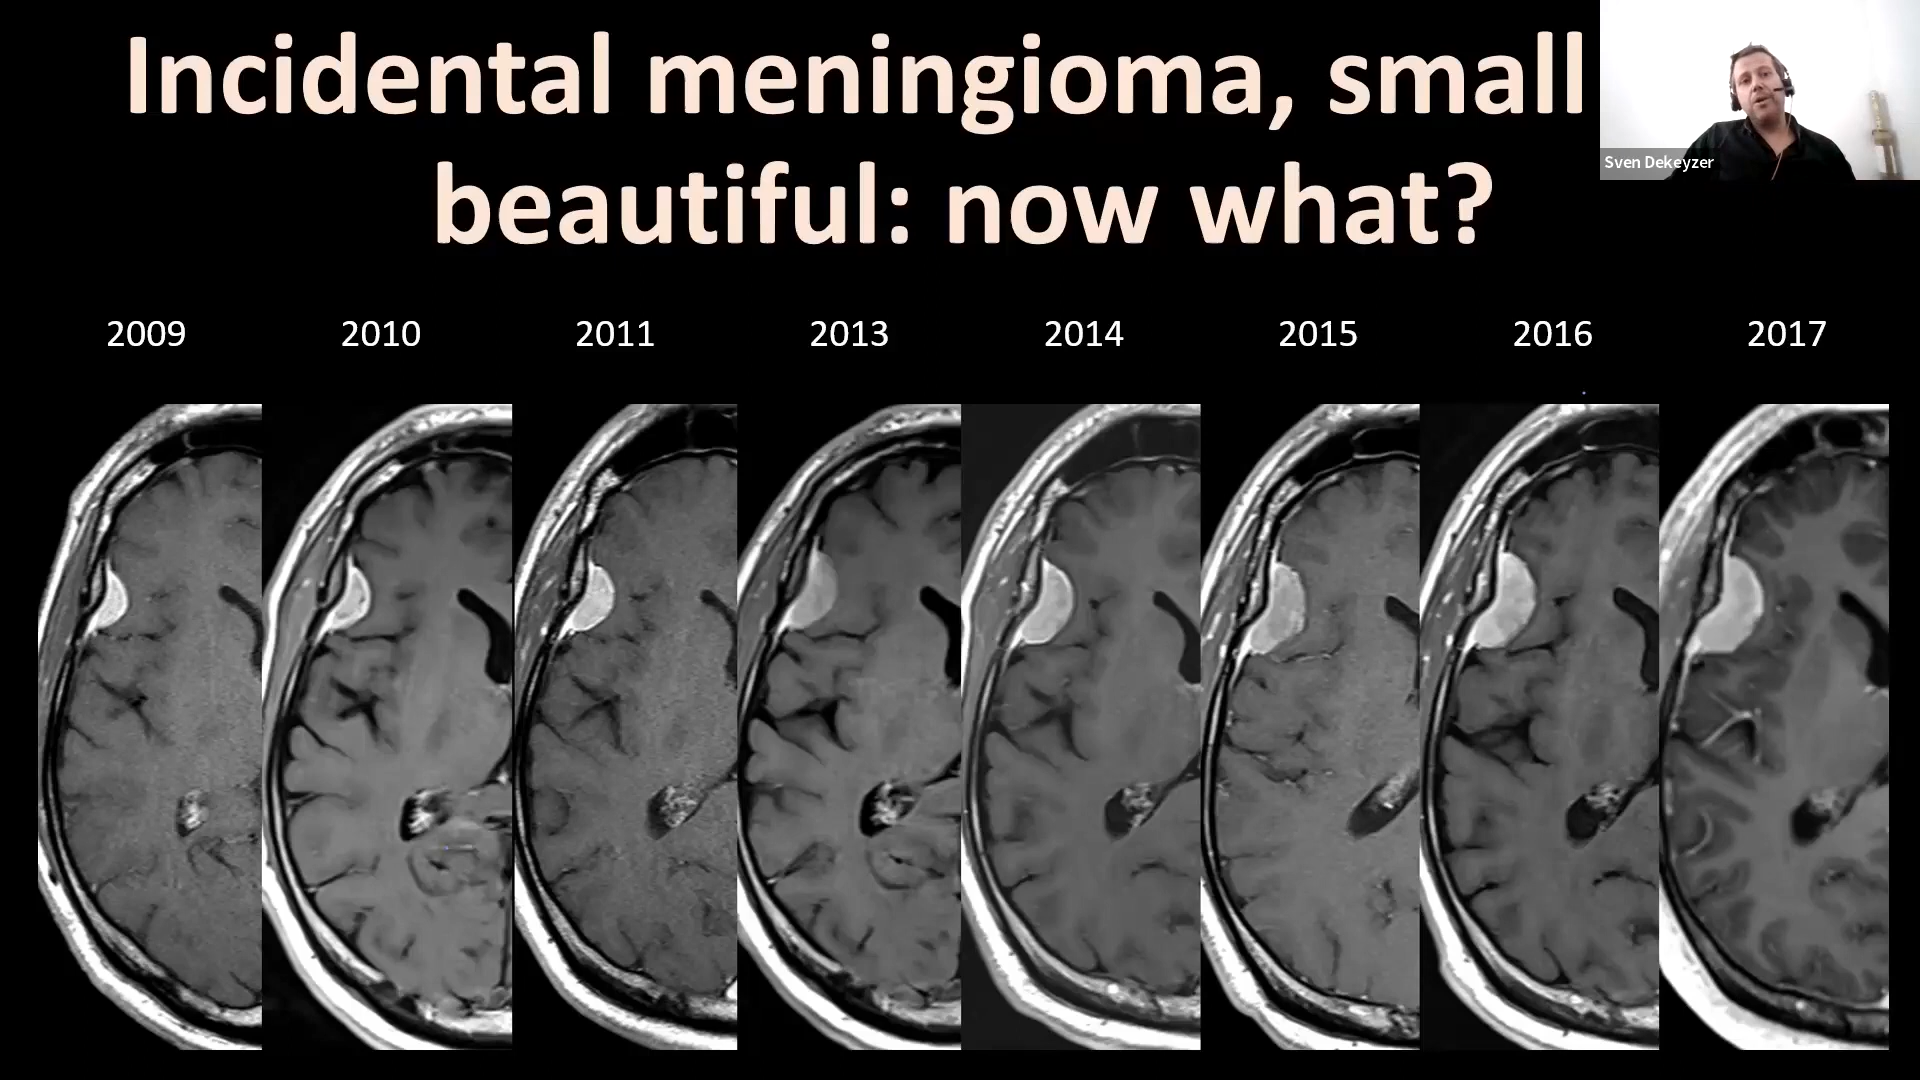 Incidental meningioma, small
beautiful: now what?
Sven Dekeyzer
2009 2010 2011 2013 2014 2015 2016 2017